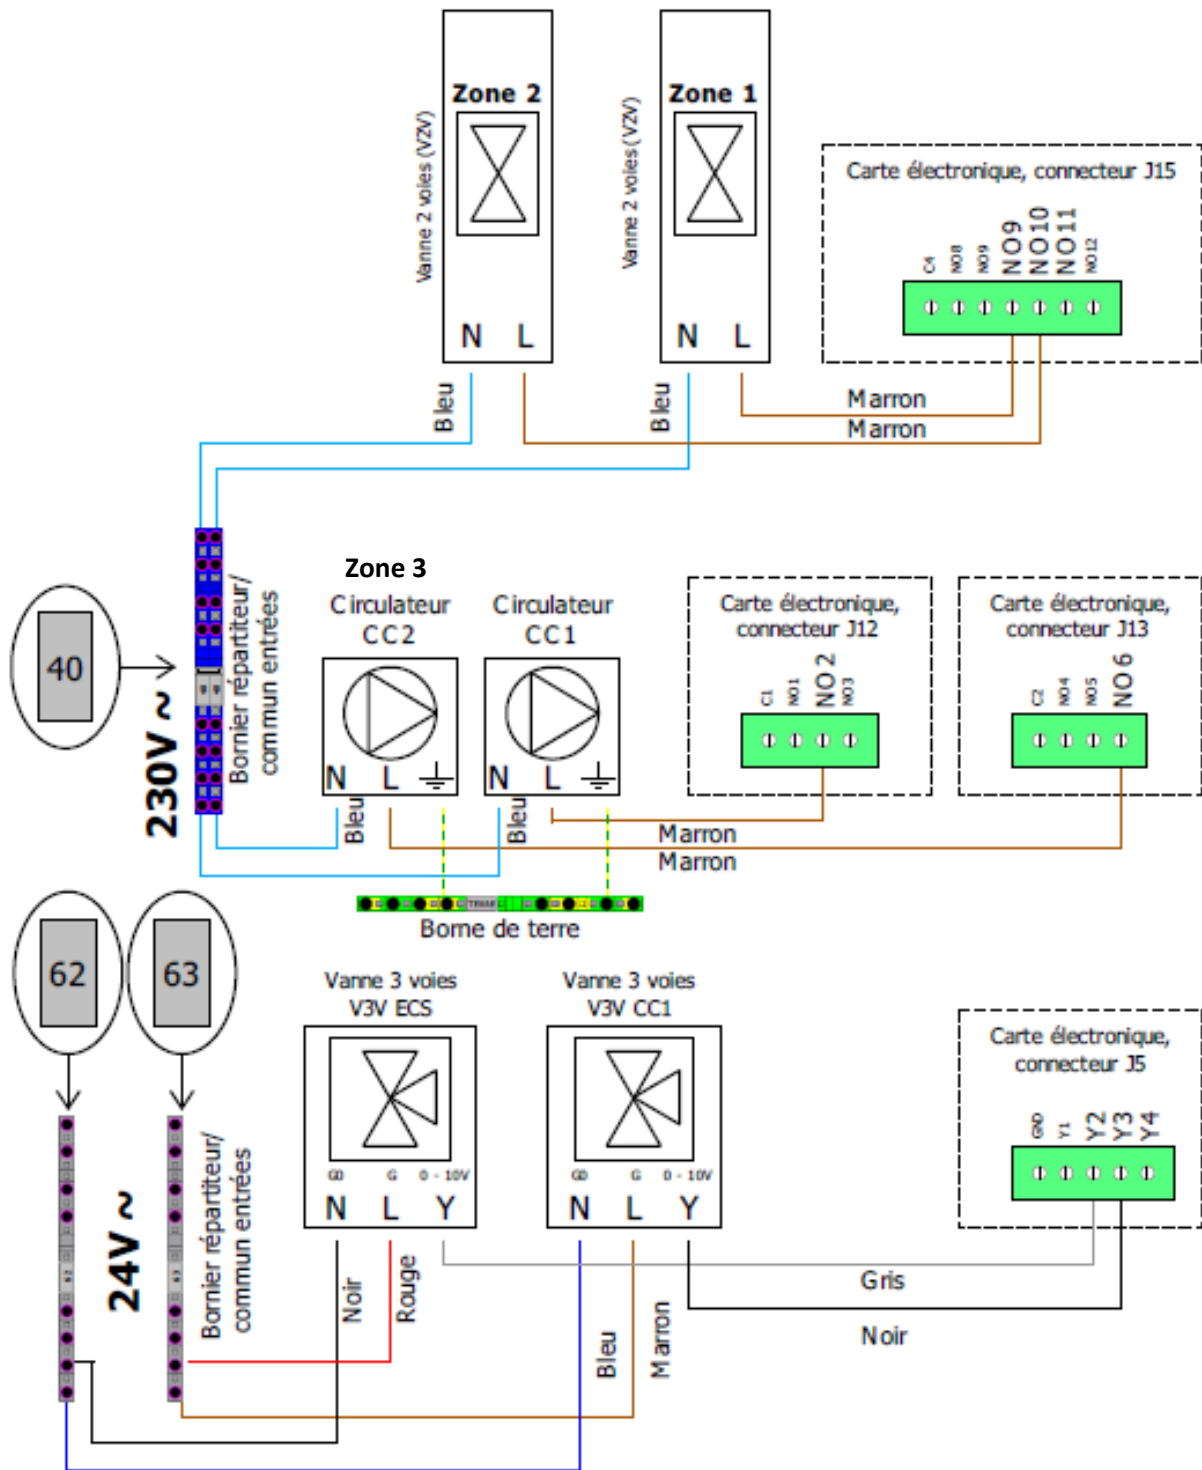 Zone 2
Zone 1
Vanne 2 voies (V2V)
Vanne 2 voies (V2V)
N L
N L
Carte électronique, connecteur J15
C4 NO8 NO9 NO9 NO10 NO11 NO12
Bleu
Bleu
Marron
Marron
40
230V ~
Bornier répartiteur/
commun entrées
Zone 3
Circulateur
CC2
N L
Circulateur
CC1
N L
Carte électronique,
connecteur J12
C1 NO1 NO2 NO3
Carte électronique,
connecteur J13
C2 NO4 NO5 NO6
Bleu
Bleu
Marron
Marron
TERRE
Borne de terre
62
63
24V ~
Bornier répartiteur/
commun entrées
62
63
Vanne 3 voies
V3V ECS
G0 G 0 - 10V
N L Y
Vanne 3 voies
V3V CC1
G0 G 0 - 10V
N L Y
Carte électronique,
connecteur J5
GND Y1 Y2 Y3 Y4
Noir
Rouge
Bleu
Marron
Gris
Noir